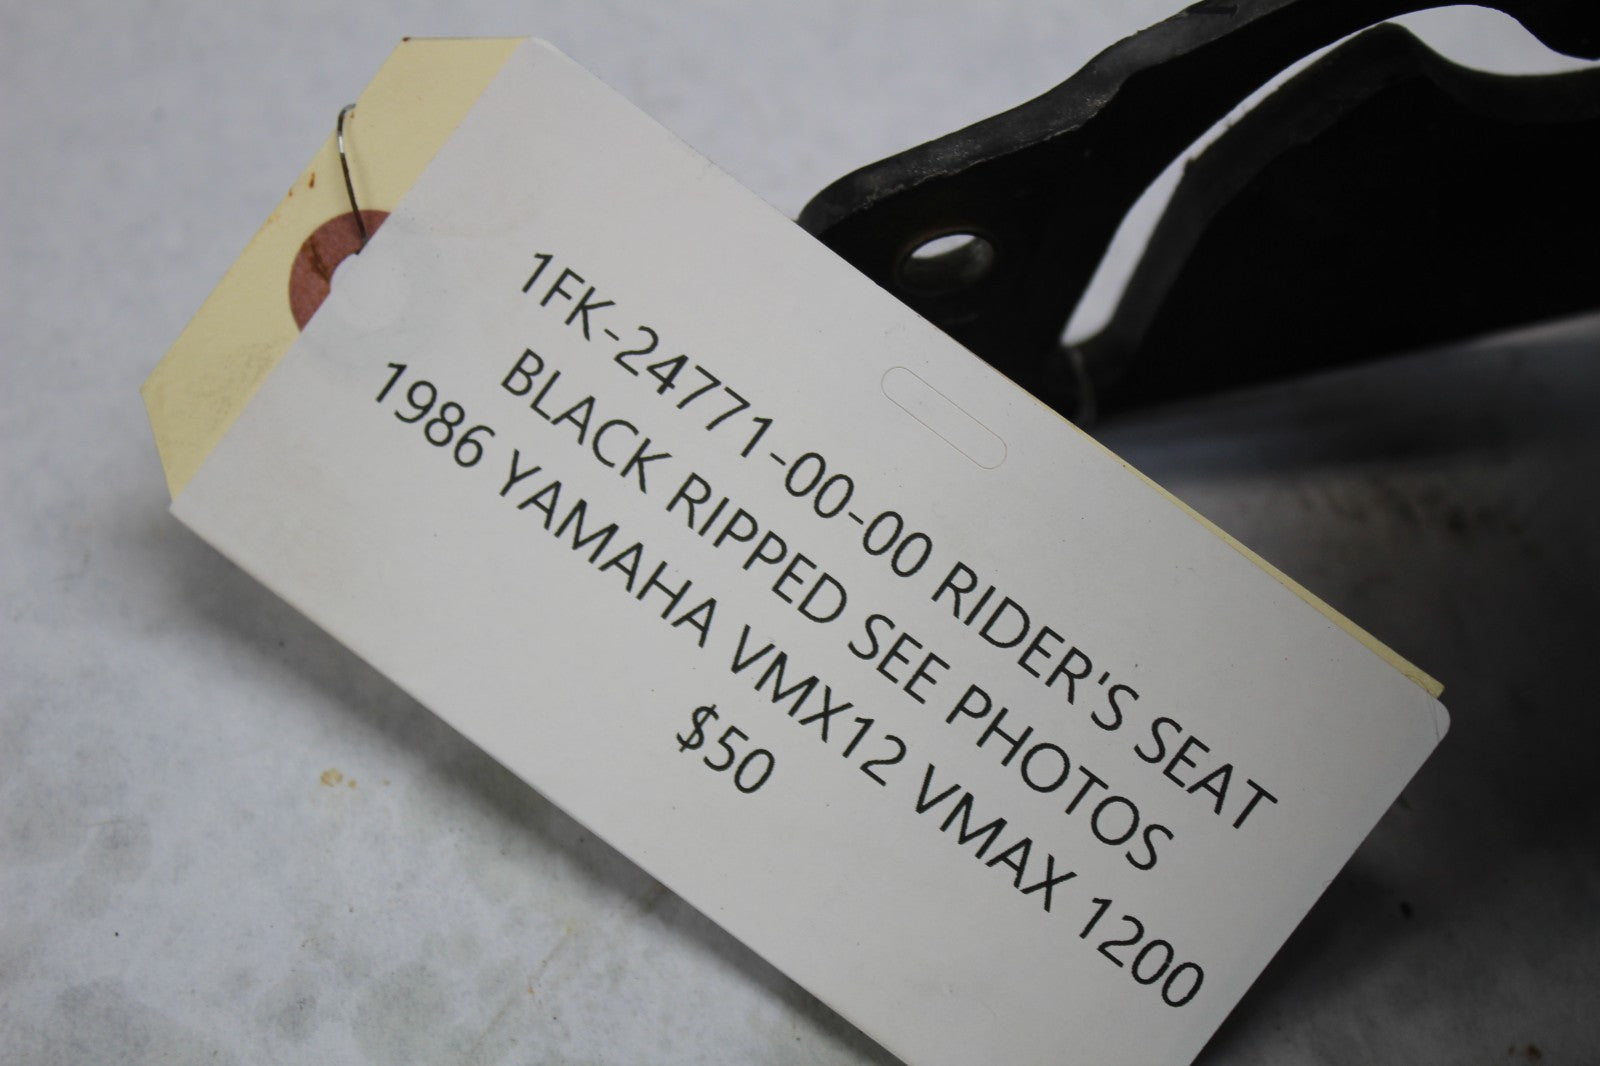 1FK-24771-00-00 RIDER'S SEAT
BLACK RIPPED SEE PHOTOS
1986 YAMAHA VMX12 VMAX 1200
$50